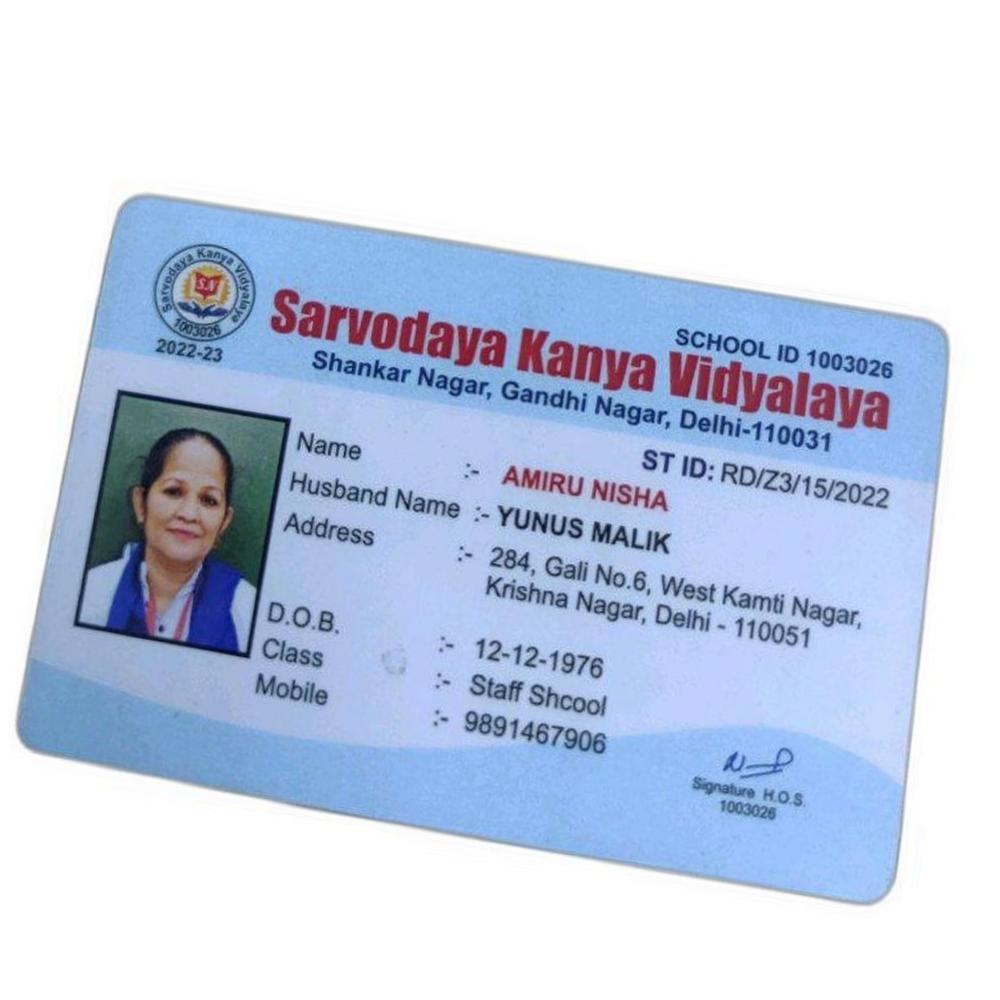 Sarvodaya Kanya Vidyalaya
S.N
1003026
2022-23
SCHOOL ID 1003026
Sarvodaya Kanya Vidyalaya
Shankar Nagar, Gandhi Nagar, Delhi-110031
ST ID: RD/Z3/15/2022
Name :- AMIRU NISHA
Husband Name :- YUNUS MALIK
Address :- 284, Gali No.6, West Kamti Nagar,
Krishna Nagar, Delhi - 110051
D.O.B. :- 12-12-1976
Class :- Staff Shcool
Mobile :- 9891467906
Signature H.O.S.
1003026